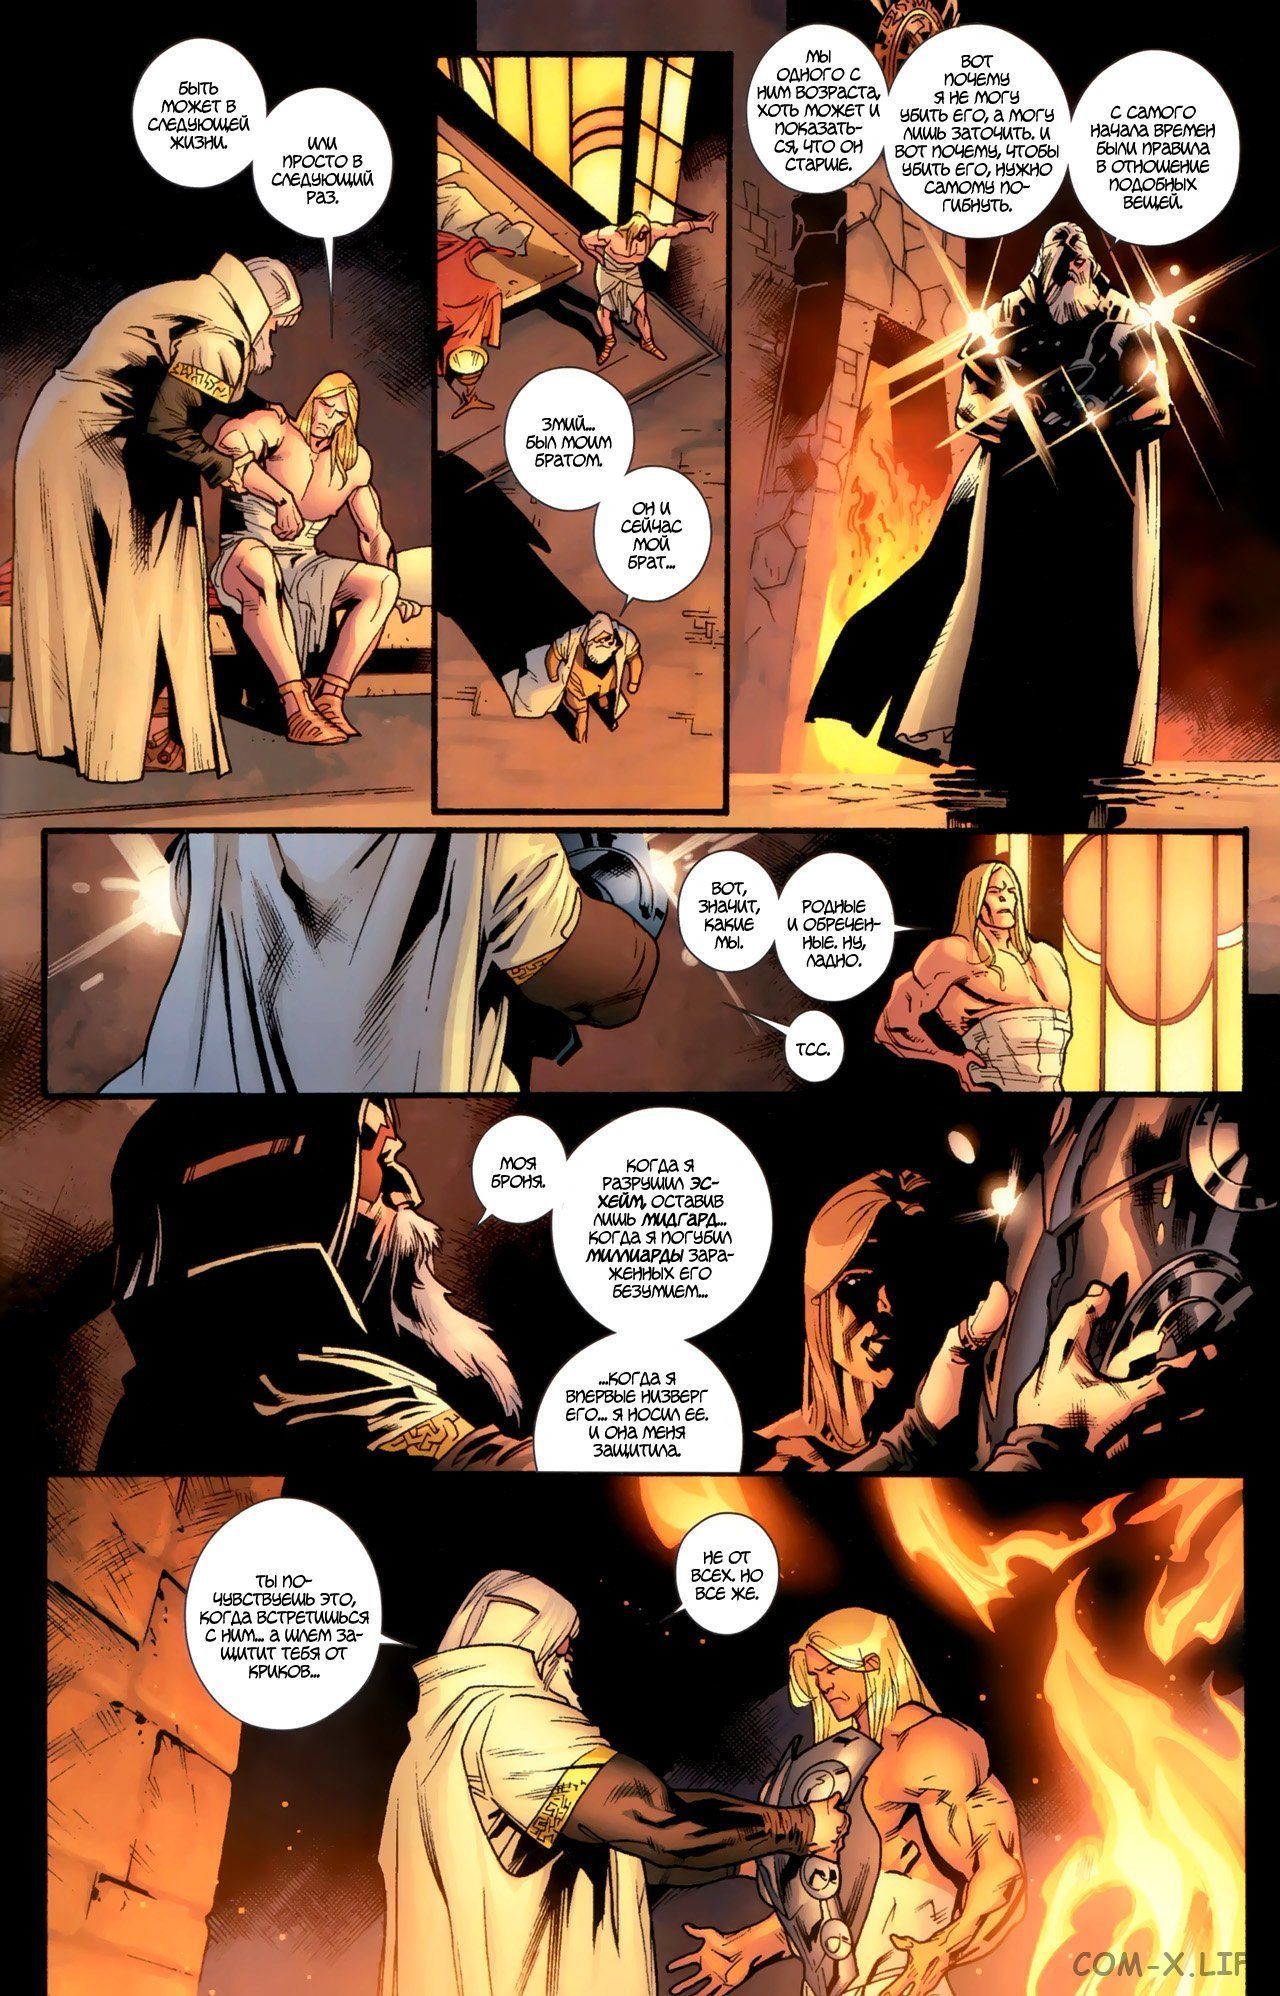 БЫТЬ
МОЖЕТ В
СЛЕДУЮЩЕЙ
ЖИЗНИ.
ИЛИ
ПРОСТО В
СЛЕДУЮЩИЙ
РАЗ.
ЗМИЙ...
БЫЛ МОИМ
БРАТОМ.
ОН И
СЕЙЧАС
МОЙ
БРАТ...
МЫ
ОДНОГО С
НИМ ВОЗРАСТА,
ХОТЬ МОЖЕТ И
ПОКАЗАТЬ-
СЯ, ЧТО ОН
СТАРШЕ.
ВОТ
ПОЧЕМУ
Я НЕ МОГУ
УБИТЬ ЕГО, А МОГУ
ЛИШЬ ЗАТОЧИТЬ. И
ВОТ ПОЧЕМУ, ЧТОБЫ
УБИТЬ ЕГО, НУЖНО
САМОМУ ПО-
ГИБНУТЬ.
С САМОГО
НАЧАЛА ВРЕМЕН
БЫЛИ ПРАВИЛА
В ОТНОШЕНИЕ
ПОДОБНЫХ
ВЕЩЕЙ.
ВОТ,
ЗНАЧИТ,
КАКИЕ
МЫ.
РОДНЫЕ
И ОБРЕЧЕН-
НЫЕ. НУ,
ЛАДНО.
ТСС.
МОЯ
БРОНЯ.
КОГДА Я
РАЗРУШИЛ ЭС-
ХЕЙМ, ОСТАВИВ
ЛИШЬ МИДГАРД...
КОГДА Я ПОГУБИЛ
МИЛЛИАРДЫ ЗАРА-
ЖЕННЫХ ЕГО
БЕЗУМИЕМ...
...КОГДА Я
ВПЕРВЫЕ НИЗВЕРГ
ЕГО... Я НОСИЛ ЕЕ.
И ОНА МЕНЯ
ЗАЩИТИЛА.
ТЫ ПО-
ЧУВСТВУЕШЬ ЭТО,
КОГДА ВСТРЕТИШЬСЯ
С НИМ... А ШЛЕМ ЗА-
ЩИТИТ ТЕБЯ ОТ
КРИКОВ...
НЕ ОТ
ВСЕХ. НО
ВСЕ ЖЕ.
COM-X.LIF